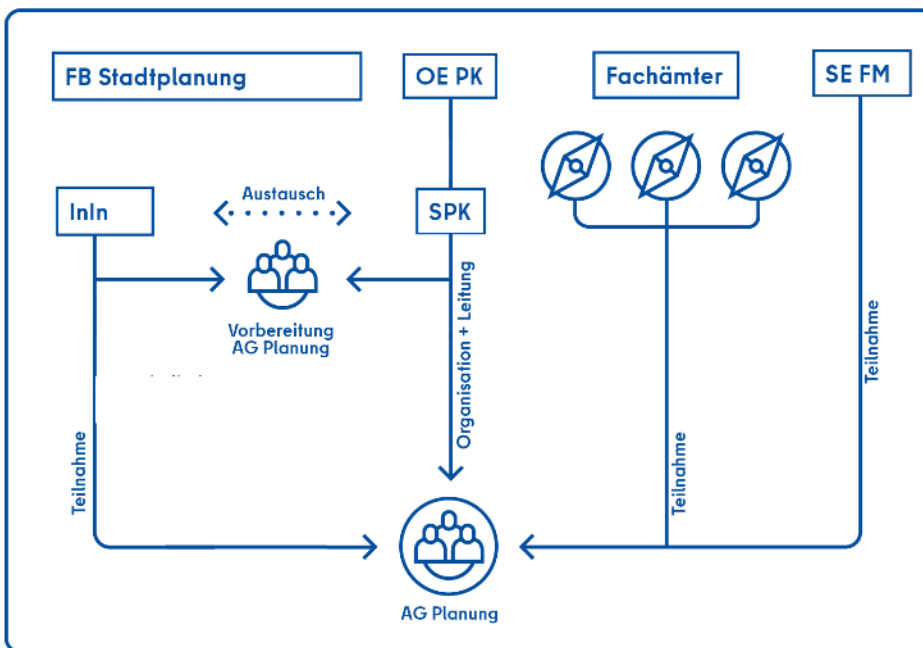 FB Stadtplanung
OE PK
Fachämter
SE FM
InIn
Austausch
SPK
Vorbereitung
AG Planung
Organisation + Leitung
Teilnahme
Teilnahme
Teilnahme
AG Planung